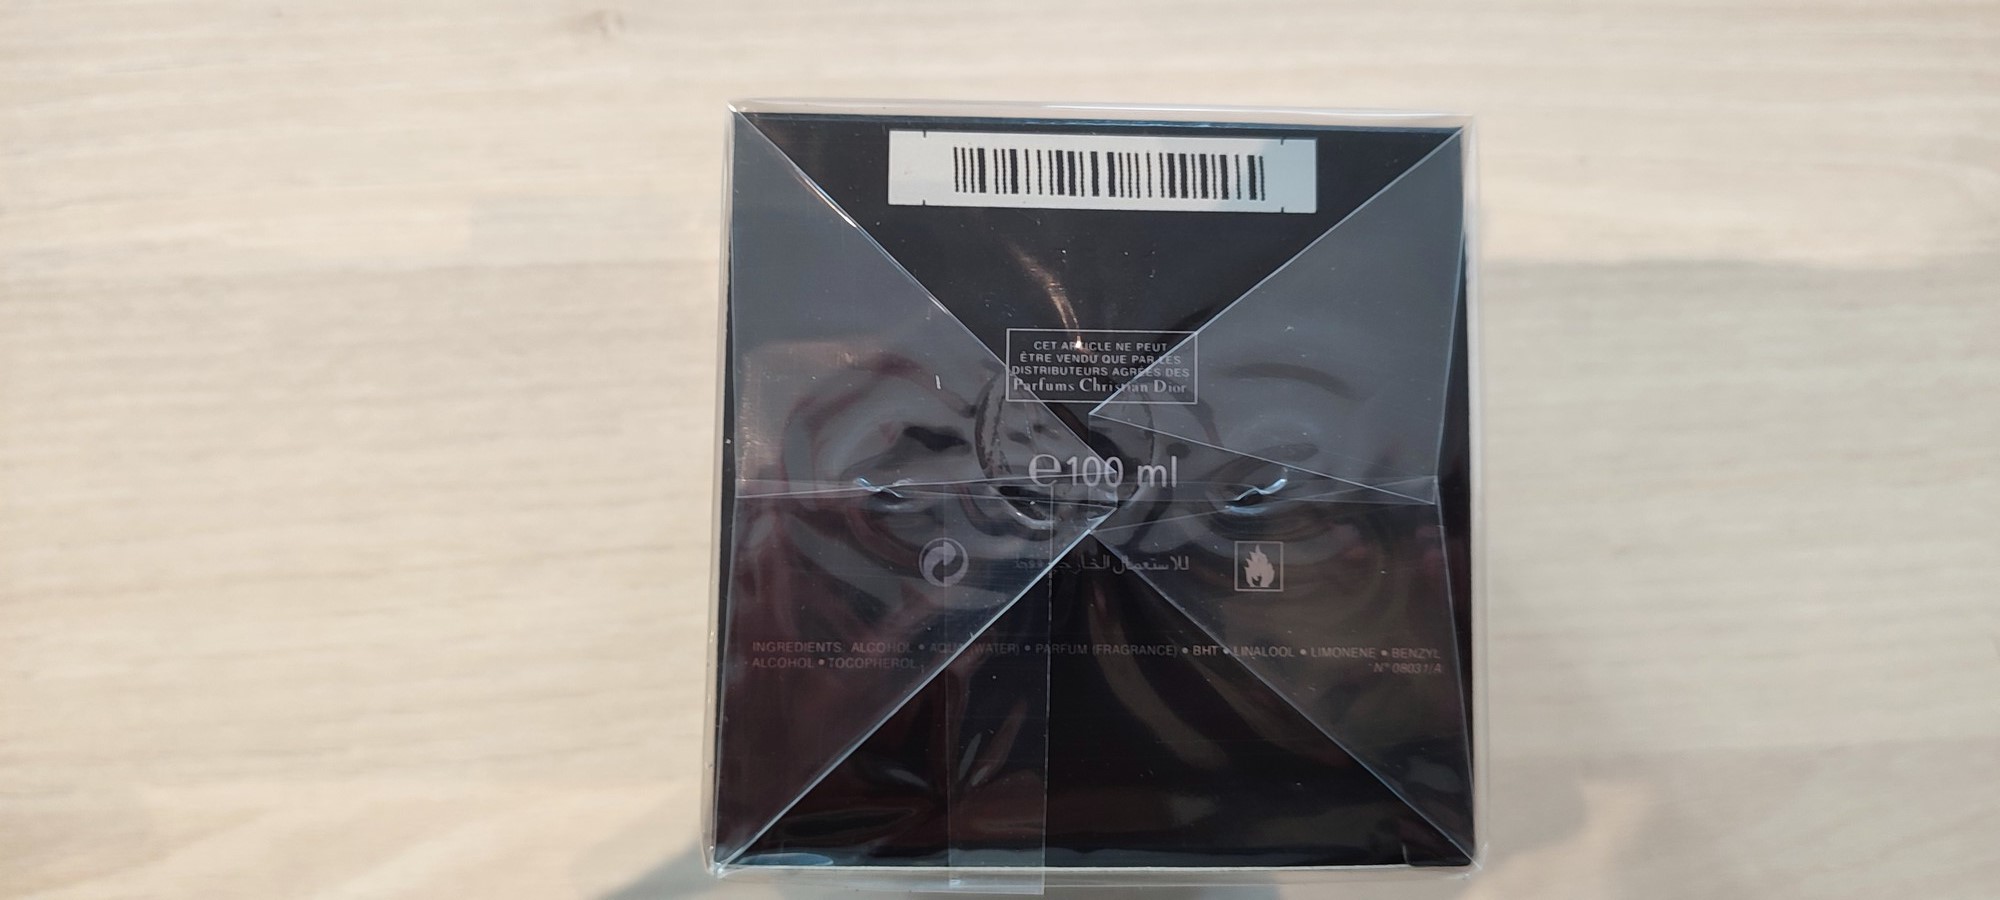 CET ARTICLE NE PEUT
ÊTRE VENDU QUE PAR LES
DISTRIBUTEURS AGRÉES DES
Parfums Christian Dior
℮100 ml
للاستعمال الخارجي فقط
INGREDIENTS: ALCOHOL • AQUA (WATER) • PARFUM (FRAGRANCE) • BHT • LINALOOL • LIMONENE • BENZYL
ALCOHOL • TOCOPHEROL.
N° 08031/A